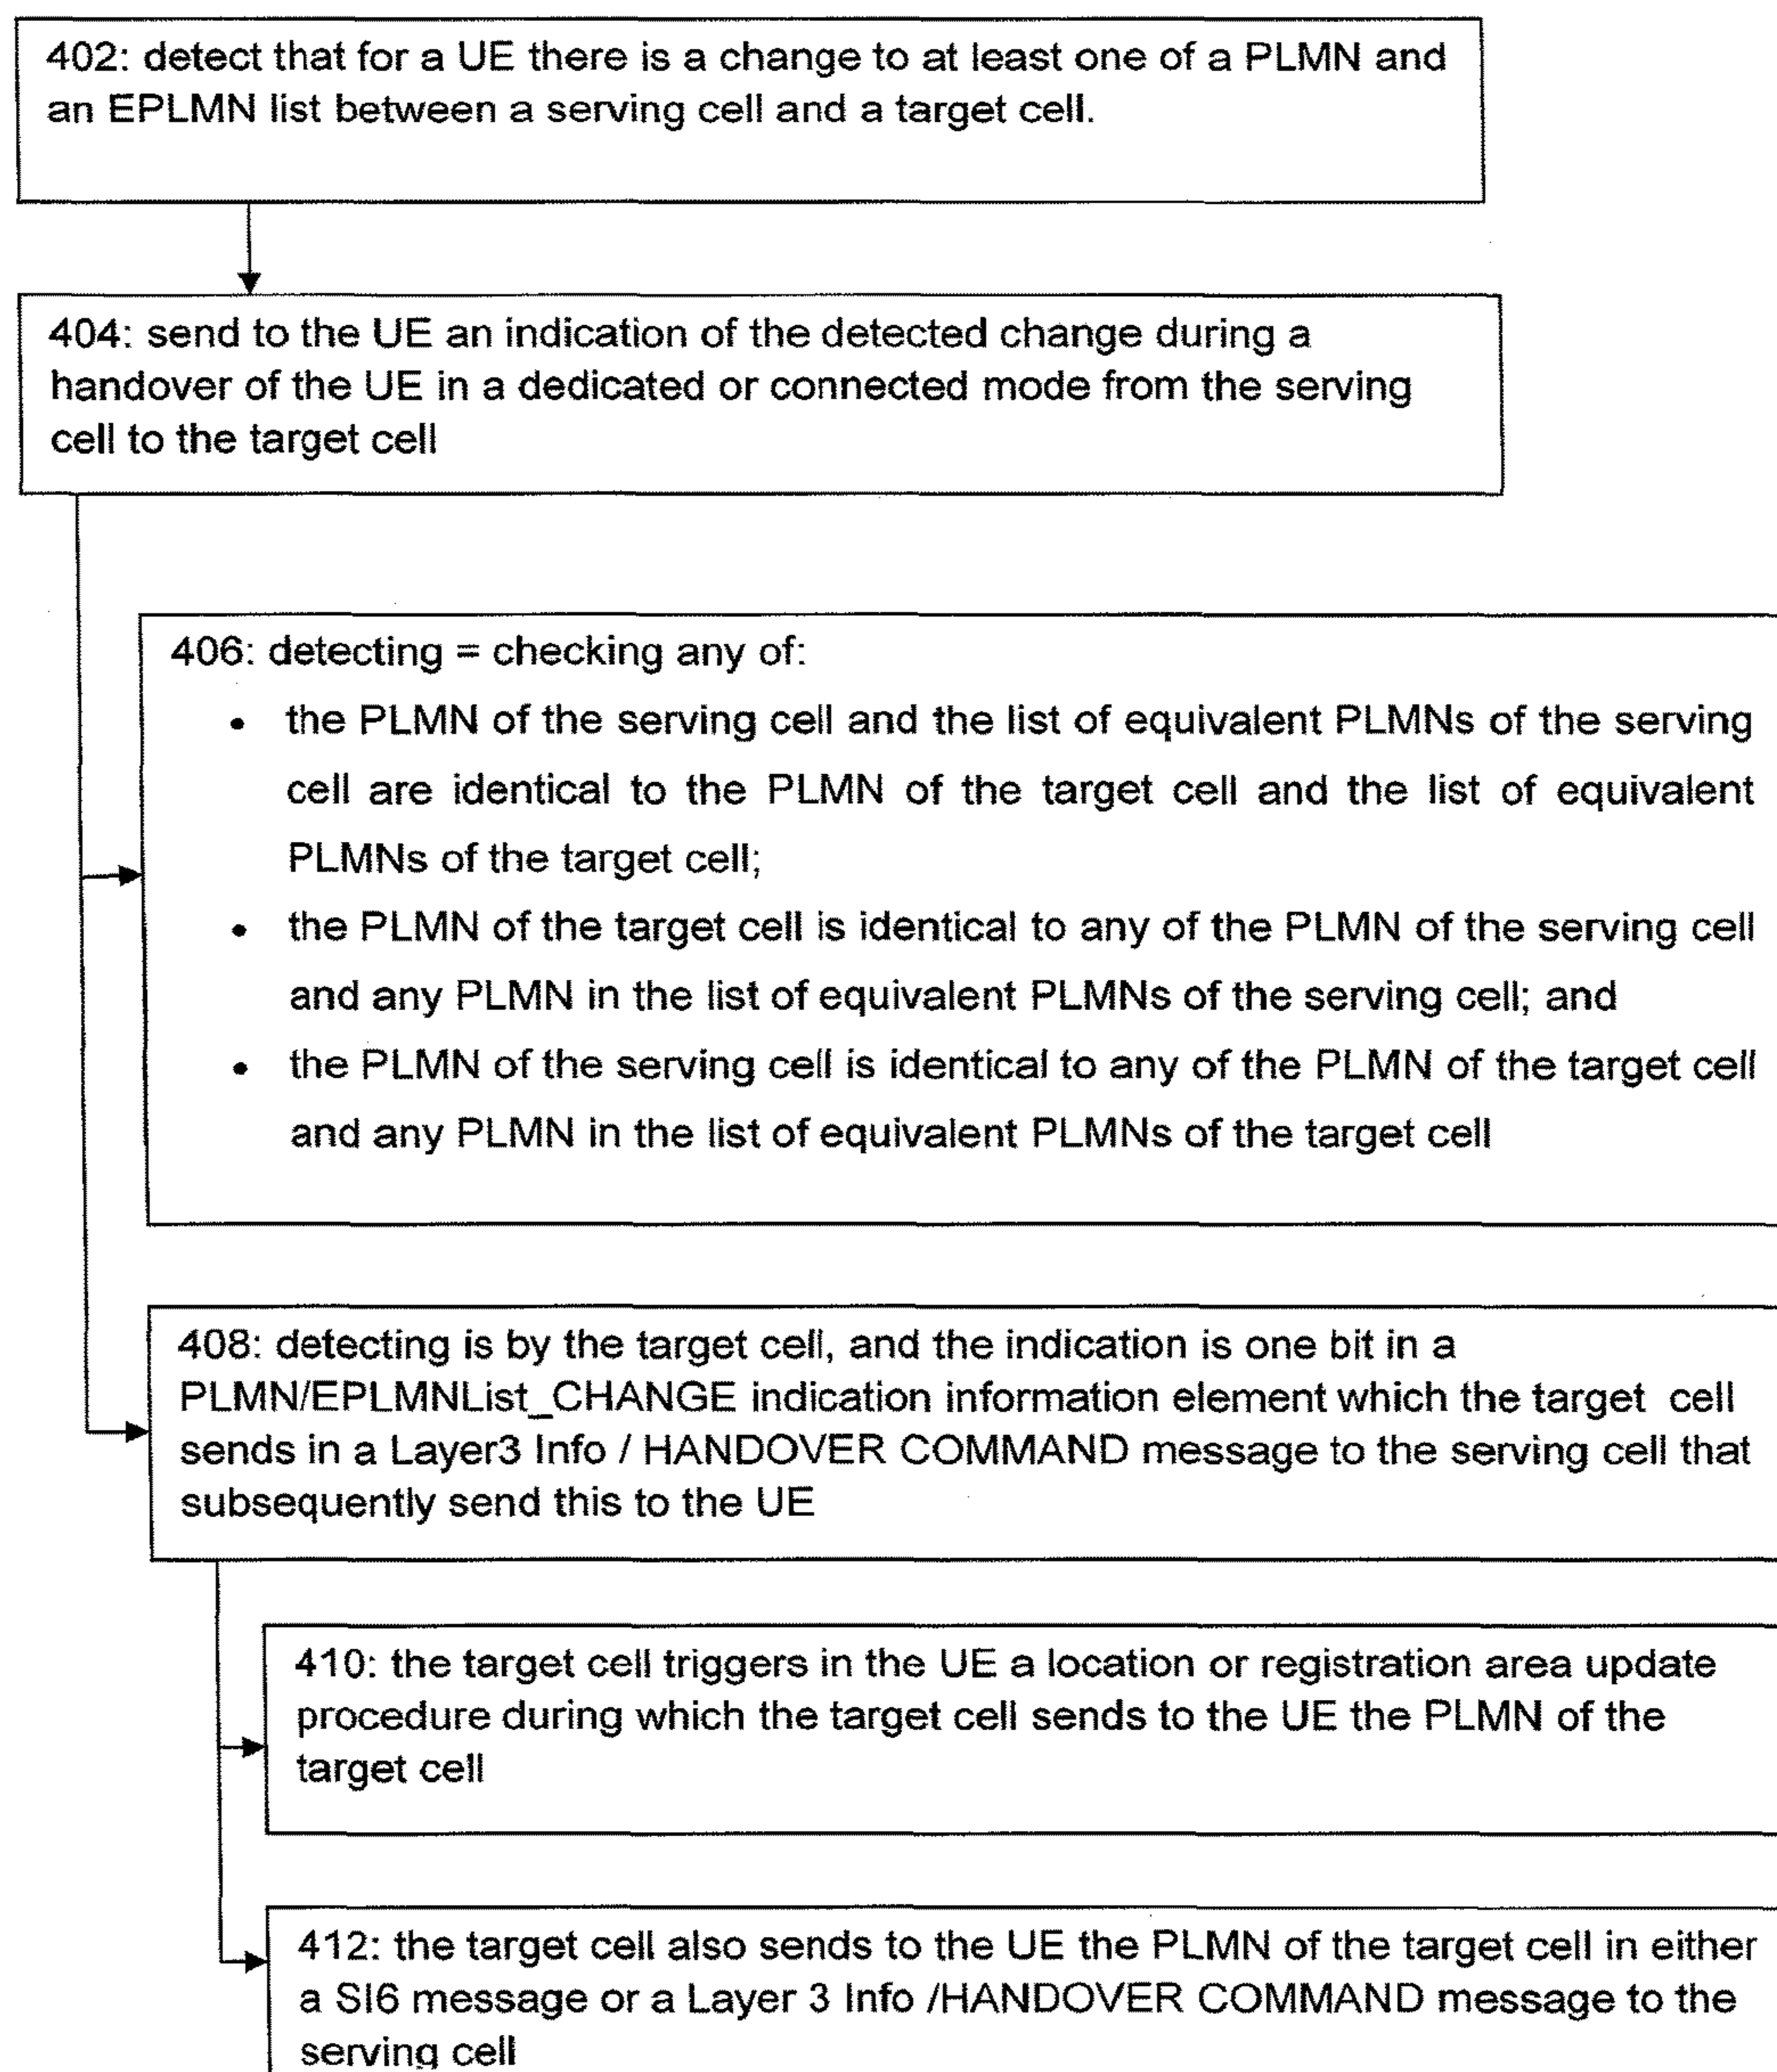 402: detect that for a UE there is a change to at least one of a PLMN and
an EPLMN list between a serving cell and a target cell.
404: send to the UE an indication of the detected change during a
handover of the UE in a dedicated or connected mode from the serving
cell to the target cell
406: detecting = checking any of:
• the PLMN of the serving cell and the list of equivalent PLMNs of the serving
cell are identical to the PLMN of the target cell and the list of equivalent
PLMNs of the target cell;
• the PLMN of the target cell is identical to any of the PLMN of the serving cell
and any PLMN in the list of equivalent PLMNs of the serving cell; and
• the PLMN of the serving cell is identical to any of the PLMN of the target cell
and any PLMN in the list of equivalent PLMNs of the target cell
408: detecting is by the target cell, and the indication is one bit in a
PLMN/EPLMNList_CHANGE indication information element which the target cell
sends in a Layer3 Info / HANDOVER COMMAND message to the serving cell that
subsequently send this to the UE
410: the target cell triggers in the UE a location or registration area update
procedure during which the target cell sends to the UE the PLMN of the
target cell
412: the target cell also sends to the UE the PLMN of the target cell in either
a SI6 message or a Layer 3 Info /HANDOVER COMMAND message to the
serving cell